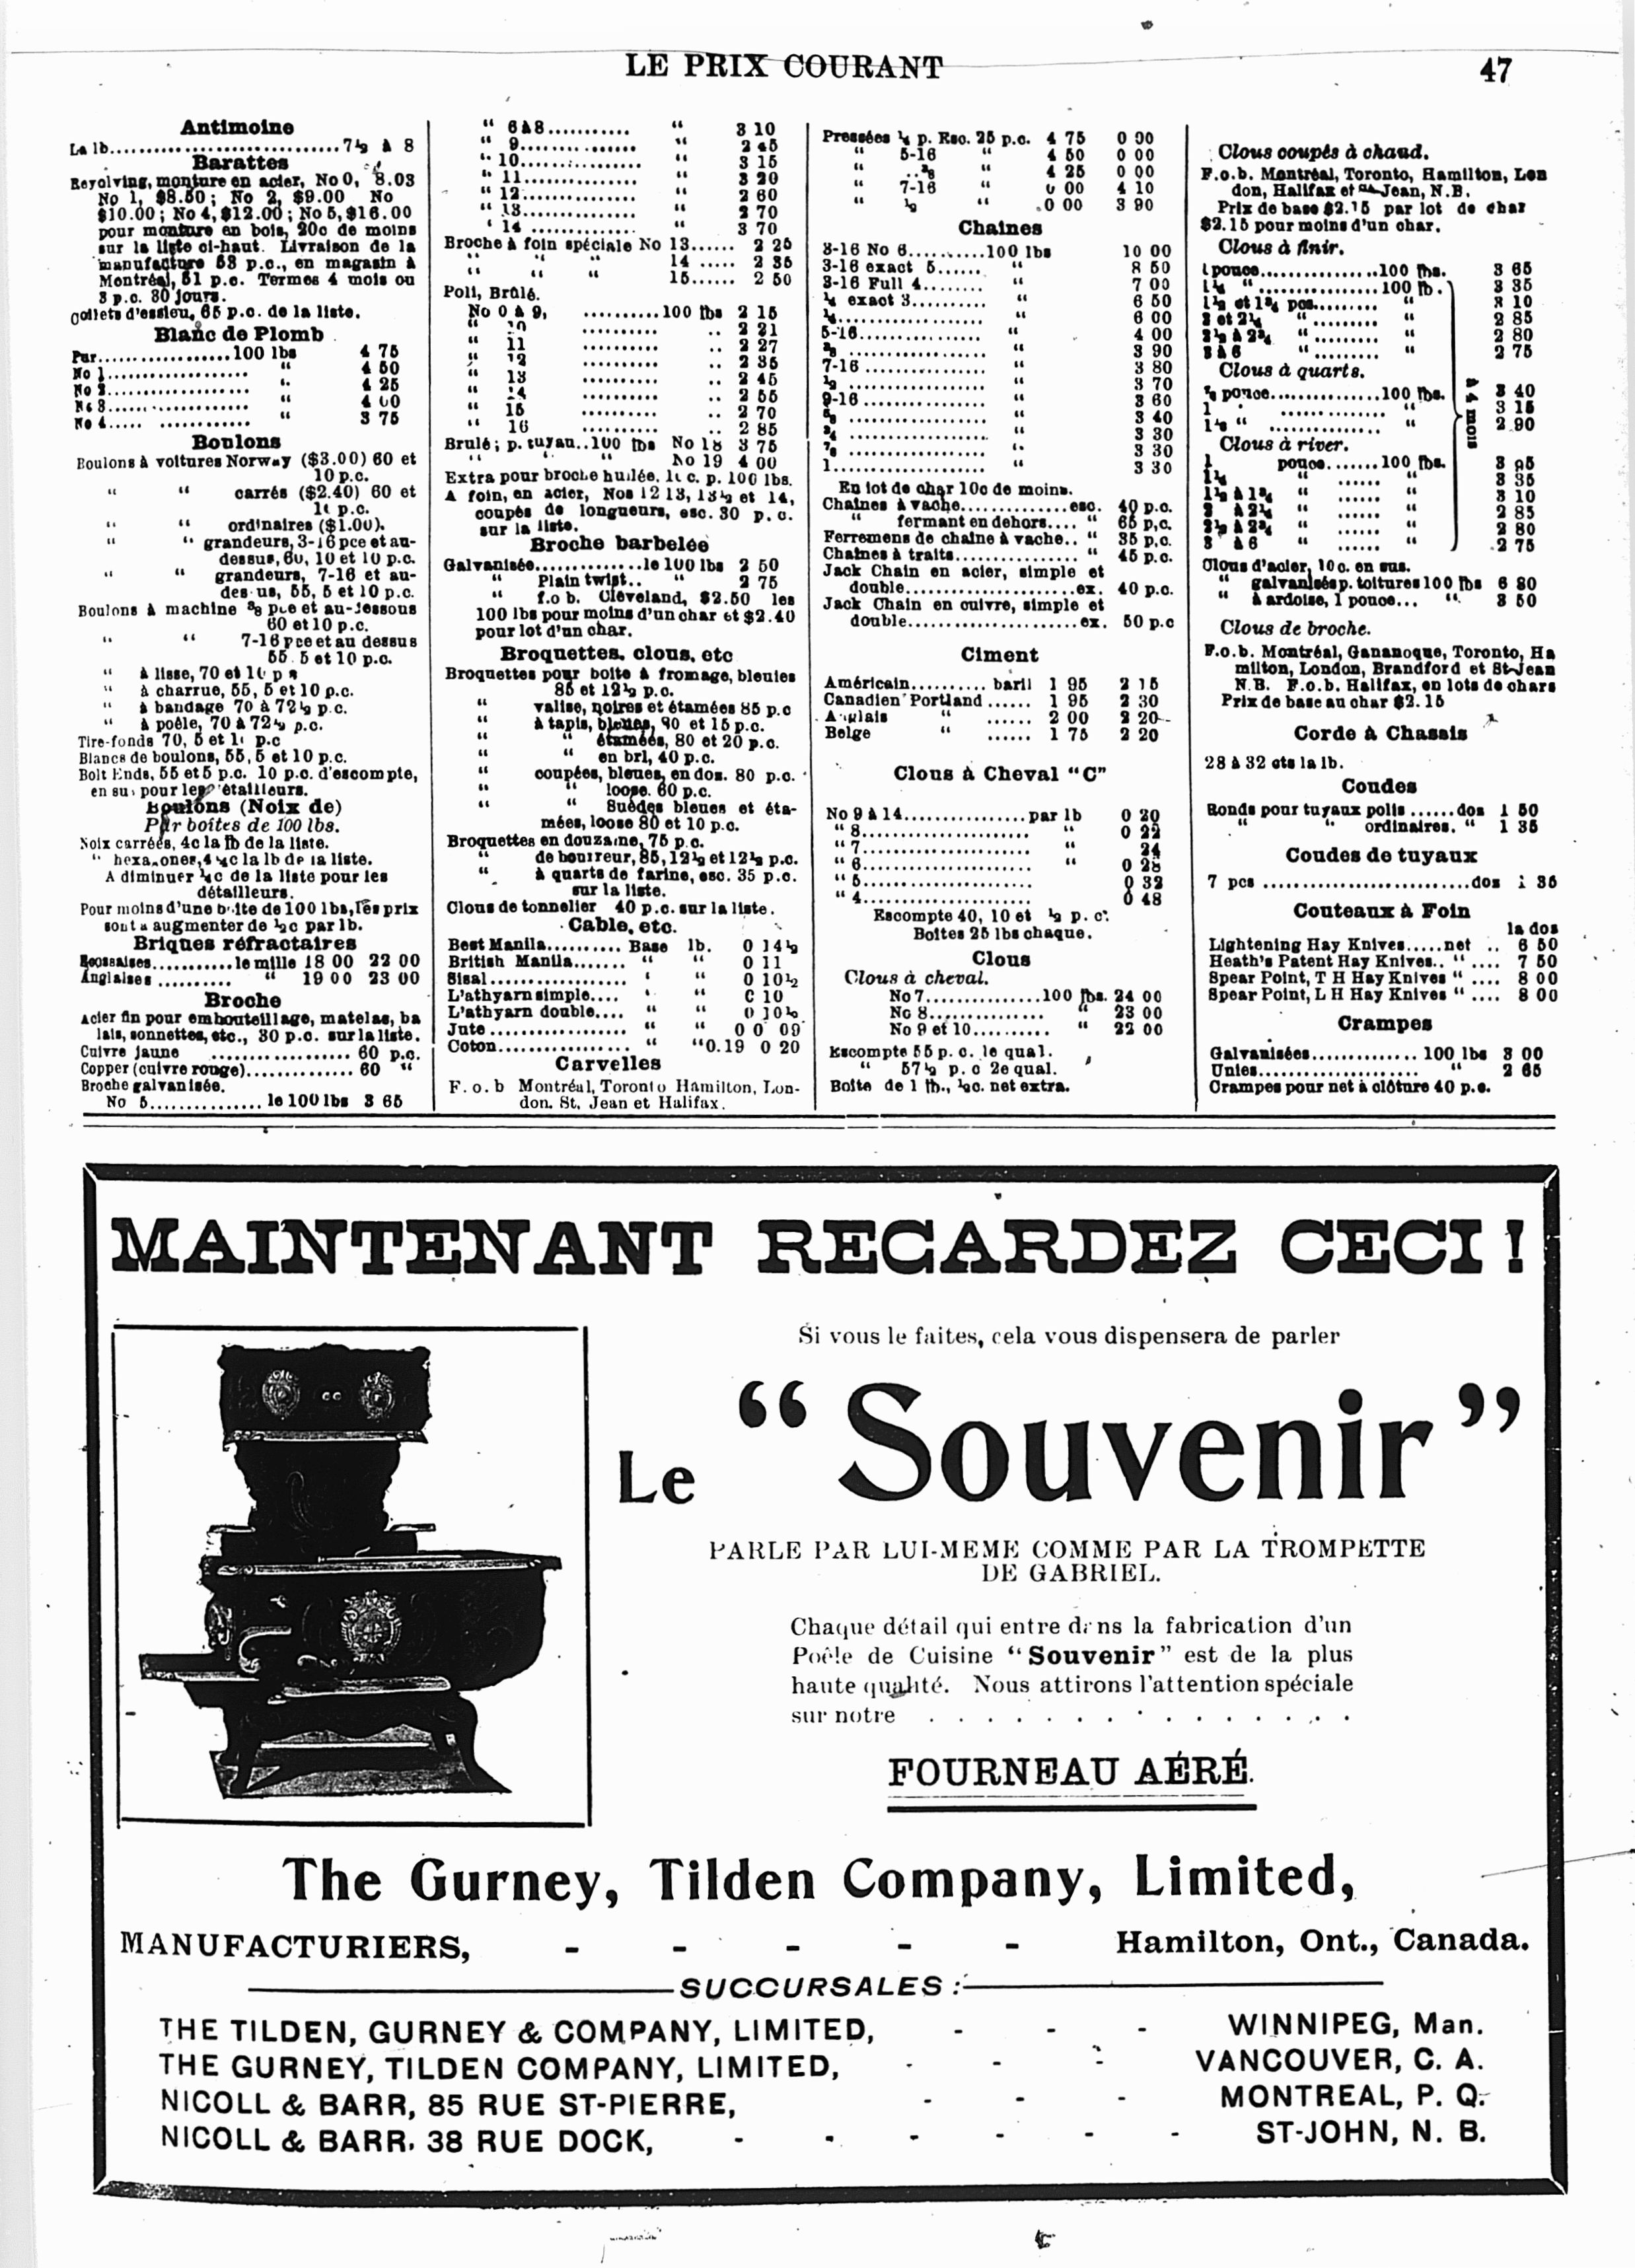 LE PRIX COURANT
47
Antimoine
La lb............................7½ à 8
Barattes
Revolving, monture en acier, No 0, 8.03
No 1, $8.50; No 2, $9.00 No
$10.00; No 4, $12.00; No 5, $16.00
pour monture en bois, 20c de moins
sur la liste ci-haut. Livraison de la
manufacture 53 p.c., en magasin à
Montréal, 51 p.c. Termes 4 mois ou
3 p.c. 30 jours.
Collets d'essieu, 65 p.c. de la liste.
Blanc de Plomb
Pur..................100 lbs 4 75
No 1................... “ 4 50
No 2................... “ 4 25
No 3................... “ 4 00
No 4................... “ 3 75
Boulons
Boulons à voitures Norway ($3.00) 60 et
10 p.c.
“ “ carrés ($2.40) 60 et
10 p.c.
“ “ ordinaires ($1.00).
“ “ grandeurs, 3-16 pce et au-
dessus, 60, 10 et 10 p.c.
“ “ grandeurs, 7-16 et au-
dessus, 55, 5 et 10 p.c.
Boulons à machine ⅜ pce et au-dessous
60 et 10 p.c.
“ “ 7-16 pce et au dessus
55. 5 et 10 p.c.
“ à lisse, 70 et 10 p
“ à charrue, 55, 5 et 10 p.c.
“ à bandage 70 à 72½ p.c.
“ à poêle, 70 à 72½ p.c.
Tire-fonds 70, 5 et 10 p.c
Blancs de boulons, 55, 5 et 10 p.c.
Bolt Ends, 55 et 5 p.c. 10 p.c. d'escompte,
en sus pour les détailleurs.
Boulons (Noix de)
Par boîtes de 100 lbs.
Noix carrées, 4c la lb de la liste.
“ hexagones, 4¼c la lb de la liste.
A diminuer ¼c de la liste pour les
détailleurs.
Pour moins d'une boîte de 100 lbs, les prix
sont à augmenter de ½c par lb.
Briques réfractaires
Ecossaises...........le mille 18 00 22 00
Anglaises .......... “ 19 00 23 00
Broche
Acier fin pour embouteillage, matelas, ba
lais, sonnettes, etc., 30 p.c. sur la liste.
Cuivre jaune ................. 60 p.c.
Copper (cuivre rouge)............. 60 “
Broche galvanisée.
No 5............... le 100 lbs 3 65
“ 6 à 8........... “ 3 10
“ 9............... “ 2 45
“ 10............... “ 3 15
“ 11............... “ 3 20
“ 12............... “ 2 60
“ 13............... “ 2 70
“ 14 .............. “ 3 70
Broche à foin spéciale No 13...... 2 25
“ “ “ 14 ..... 2 35
“ “ “ 15...... 2 50
Poli, Brûlé.
No 0 à 9, ..........100 lbs 2 15
“ 10 .......... .. 2 21
“ 11 .......... .. 2 27
“ 12 .......... .. 2 35
“ 13 .......... .. 2 45
“ 14 .......... .. 2 55
“ 15 .......... .. 2 70
“ 16 .......... .. 2 85
Brulé; p. tuyau..100 lbs No 18 3 75
“ “ “ No 19 4 00
Extra pour broche huilée, 10 c. p. 100 lbs.
A foin, en acier, Nos 12 13, 13½ et 14,
coupés de longueurs, esc. 30 p. c.
sur la liste.
Broche barbelée
Galvanisée.............le 100 lbs 2 50
“ Plain twist.. “ 2 75
“ f.o b. Cleveland, $2.50 les
100 lbs pour moins d'un char et $2.40
pour lot d'un char.
Broquettes, clous, etc
Broquettes pour boite à fromage, bleuies
85 et 12½ p.c.
“ valise, noires et étamées 85 p.c
“ à tapis, bleues, 80 et 15 p.c.
“ “ étamées, 80 et 20 p.c.
“ “ en brl, 40 p.c.
“ coupées, bleues, en dos. 80 p.c.
“ “ loose. 60 p.c.
“ “ Suèdes bleues et éta-
mées, loose 80 et 10 p.c.
Broquettes en douzaine, 75 p.c.
“ de bourreur, 85, 12½ et 12½ p.c.
“ à quarts de farine, esc. 35 p.c.
sur la liste.
Clous de tonnelier 40 p.c. sur la liste.
Cable, etc.
Best Manila.......... Base lb. 0 14½
British Manila....... “ “ 0 11
Sisal.................. “ “ 0 10½
L'athyarn simple.... “ “ C 10
L'athyarn double.... “ “ 0 10½
Jute .................. “ “ 0 0 09
Coton................. “ “0.19 0 20
Carvelles
F. o. b Montréal, Toronto Hamilton, Lon-
don. St. Jean et Halifax.
Pressées ¼ p. Rsc. 25 p.c. 4 75 0 00
“ 5-16 “ 4 50 0 00
“ ..⅜ “ 4 25 0 00
“ 7-16 “ 0 00 4 10
“ ½ “ .0 00 3 90
Chaines
3-16 No 6..........100 lbs 10 00
3-16 exact 5...... “ 8 50
3-16 Full 4........ “ 7 00
¼ exact 3.......... “ 6 50
¼.................. “ 6 00
5-16................ “ 4 00
⅜ .................. “ 3 90
7-16 ................ “ 3 80
½ .................. “ 3 70
9-16 ................ “ 3 60
⅝ .................. “ 3 40
¾ .................. “ 3 30
⅞ .................. “ 3 30
1.................... “ 3 30
En lot de char 10c de moins.
Chaînes à vache..............esc. 40 p.c.
“ fermant en dehors.... “ 65 p.c.
Ferremens de chaîne à vache.. “ 35 p.c.
Chaînes à traits............... “ 45 p.c.
Jack Chain en acier, simple et
double......................ex. 40 p.c.
Jack Chain en cuivre, simple et
double......................ex. 50 p.c
Ciment
Américain.......... baril 1 95 2 15
Canadien Portland ...... 1 95 2 30
Anglais “ ...... 2 00 2 20
Belge “ ...... 1 75 2 20
Clous à Cheval “C”
No 9 à 14................par lb 0 20
“ 8...................... “ 0 22
“ 7...................... “ 24
“ 6...................... “ 0 28
“ 5...................... 0 32
“ 4...................... 0 48
Escompte 40, 10 et ½ p. c.
Boîtes 25 lbs chaque.
Clous
Clous à cheval.
No 7...............100 lbs. 24 00
No 8............... “ 23 00
No 9 et 10.......... “ 22 00
Escompte 55 p. c. le qual.
“ 57½ p. c 2e qual.
Boîte de 1 lb., ½c. net extra.
Clous coupés à chaud.
F.o.b. Montréal, Toronto, Hamilton, Lon
don, Halifax et St-Jean, N.B.
Prix de base $2.15 par lot de char
$2.15 pour moins d'un char.
Clous à finir.
1 pouce...............100 lbs. 3 65
1¼ “ ................100 lb. 3 35
1½ et 1¾ pcs......... “ 3 10
2 et 2¼ “ ......... “ 2 85
2½ à 2¾ “ ......... “ 2 80
3 à 6 “ ......... “ 2 75
Clous à quarts.
⅞ pouce...............100 lbs. 3 40
1 “ .............. “ 3 15
1⅛ “ .............. “ 2 90
à 4 mois
Clous à river.
1 pouce.......100 lbs. 3 95
1¼ “ ...... “ 3 35
1½ à 1¾ “ ...... “ 3 10
2 à 2¼ “ ...... “ 2 85
2½ à 2¾ “ ...... “ 2 80
3 à 6 “ ...... “ 2 75
Clous d'acier, 10 c. en sus.
“ galvanisés p. toitures 100 lbs 6 80
“ à ardoise, 1 pouce... “ 3 50
Clous de broche.
F.o.b. Montréal, Gananoque, Toronto, Ha
milton, London, Brandford et St-Jean
N.B. F.o.b. Halifax, en lots de chars
Prix de base au char $2.15
Corde à Chassis
28 à 32 cts la lb.
Coudes
Ronds pour tuyaux polis ......dos 1 50
“ “ ordinaires. “ 1 35
Coudes de tuyaux
7 pcs ............................dos 1 35
Couteaux à Foin
la dos
Lightening Hay Knives.....net .. 6 50
Heath's Patent Hay Knives.. “ .... 7 50
Spear Point, T H Hay Knives “ .... 8 00
Spear Point, L H Hay Knives “ .... 8 00
Crampes
Galvanisées.............. 100 lbs 3 00
Unies..................... “ 2 65
Crampes pour net à clôture 40 p.c.
MAINTENANT REGARDEZ CECI!
Si vous le faites, cela vous dispensera de parler
Le “Souvenir”
PARLE PAR LUI-MEME COMME PAR LA TROMPETTE
DE GABRIEL.
Chaque détail qui entre dans la fabrication d'un
Poêle de Cuisine “Souvenir” est de la plus
haute qualité. Nous attirons l'attention spéciale
sur notre . . . . . . . . . . . . . . .
FOURNEAU AÉRÉ.
The Gurney, Tilden Company, Limited,
MANUFACTURIERS, - - - - - Hamilton, Ont., Canada.
SUCCURSALES:
THE TILDEN, GURNEY & COMPANY, LIMITED, - - - WINNIPEG, Man.
THE GURNEY, TILDEN COMPANY, LIMITED, - - - VANCOUVER, C. A.
NICOLL & BARR, 85 RUE ST-PIERRE, - - - MONTREAL, P. Q.
NICOLL & BARR. 38 RUE DOCK, - - - - - - ST-JOHN, N. B.